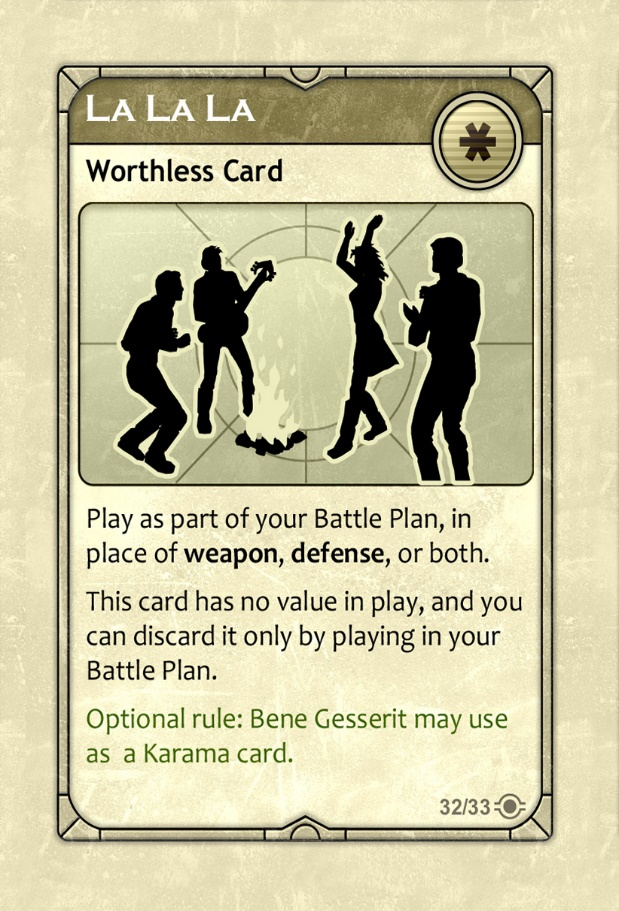 La La La
Worthless Card
Play as part of your Battle Plan, in
place of weapon, defense, or both.
This card has no value in play, and you
can discard it only by playing in your
Battle Plan.
Optional rule: Bene Gesserit may use
as a Karama card.
32/33